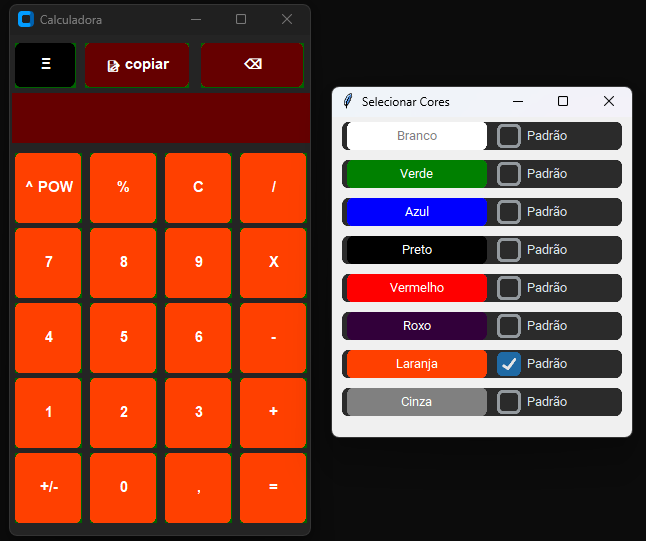 Calculadora
Ξ copiar ⌫
^ POW % C /
7 8 9 X
4 5 6 -
1 2 3 +
+/- 0 , =
Selecionar Cores
Branco Padrão
Verde Padrão
Azul Padrão
Preto Padrão
Vermelho Padrão
Roxo Padrão
Laranja Padrão
Cinza Padrão